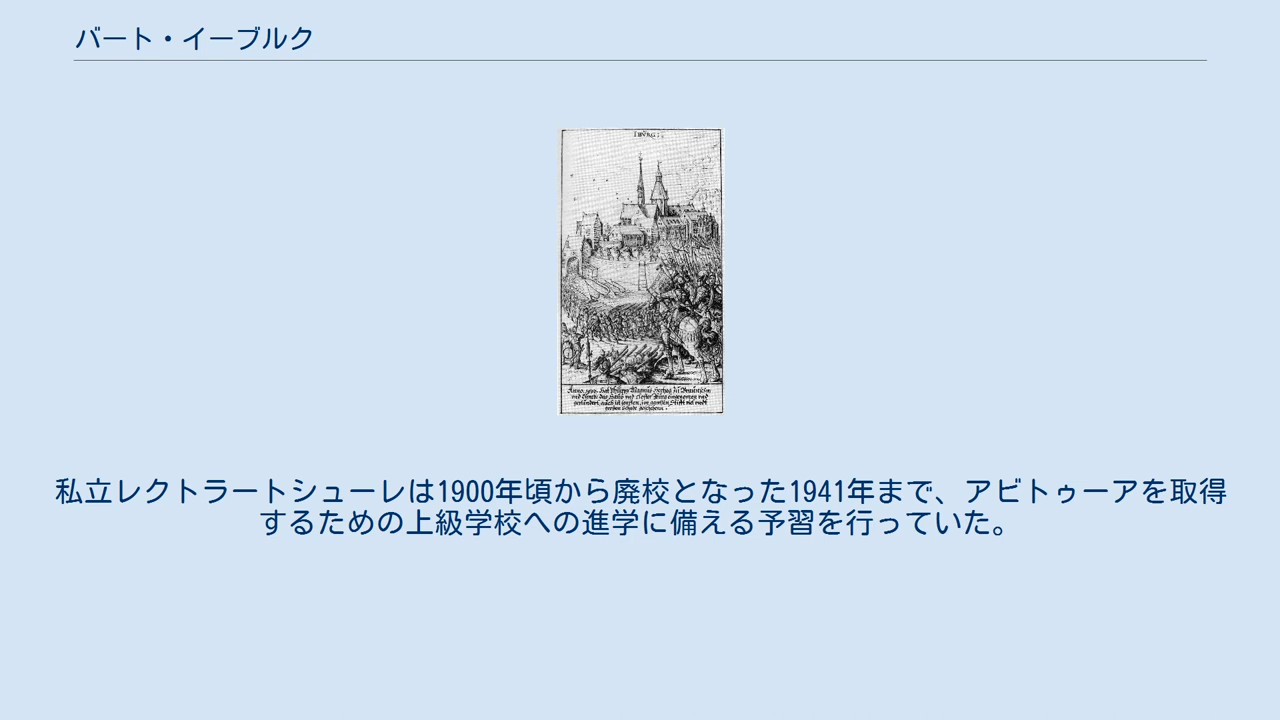 バート・イーブルク
IBVRG:
私立レクトラートシューレは1900年頃から廃校となった1941年まで、アビトゥーアを取得
するための上級学校への進学に備える予習を行っていた。